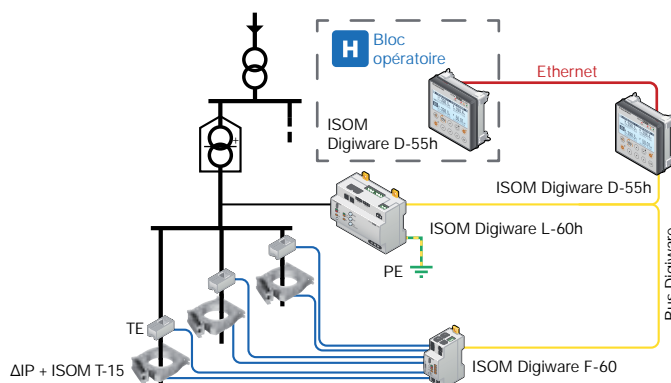 H
Bloc
opératoire
Ethernet
ISOM
Digiware D-55h
ISOM Digiware D-55h
ISOM Digiware L-60h
PE
Bus Digiware
TE
ISOM Digiware F-60
ΔIP + ISOM T-15